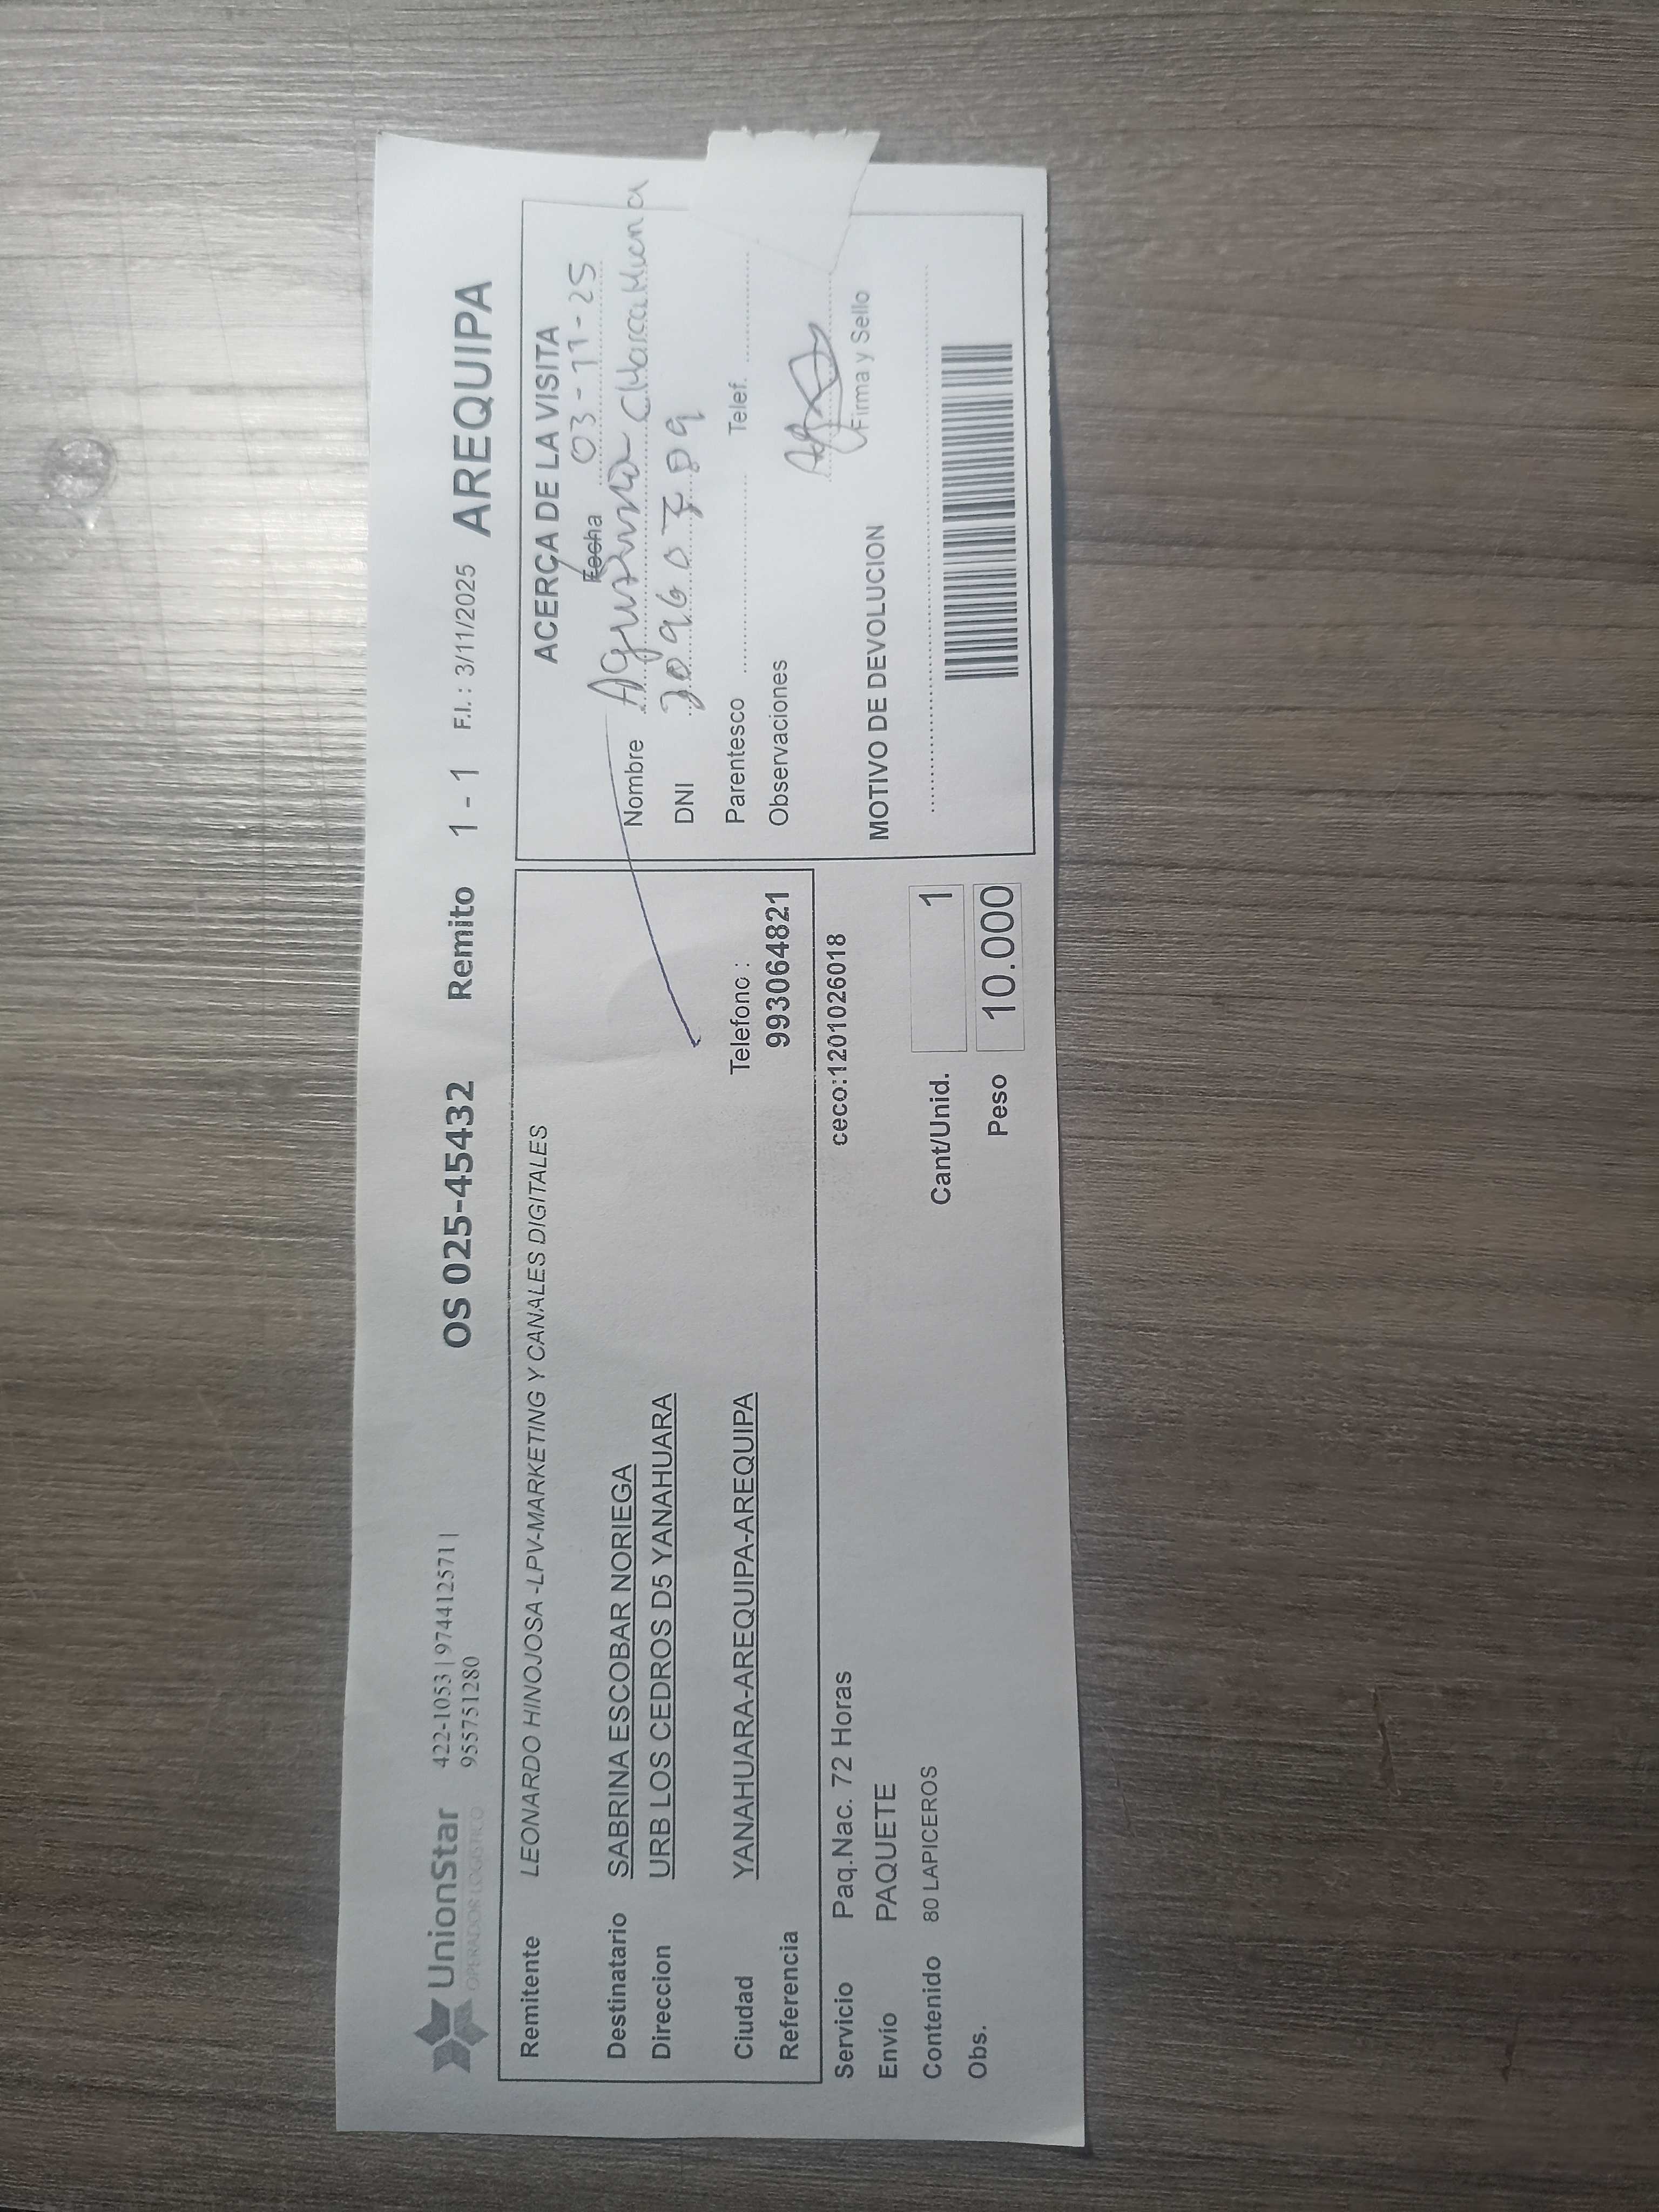 UnionStar
OPERADOR LOGISTICO
422-1053 | 974412571 |
955751280
OS 025-45432 Remito 1 - 1 F.I.: 3/11/2025 AREQUIPA
Remitente LEONARDO HINOJOSA -LPV-MARKETING Y CANALES DIGITALES
Destinatario SABRINA ESCOBAR NORIEGA
Direccion URB LOS CEDROS D5 YANAHUARA
Ciudad YANAHUARA-AREQUIPA-AREQUIPA
Telefono :
Referencia 993064821
Servicio Paq.Nac. 72 Horas ceco:1201026018
Envío PAQUETE
Contenido 80 LAPICEROS Cant/Unid. 1
Obs. Peso 10.000
ACERCA DE LA VISITA
Fecha 03-11-25
Nombre
DNI
Parentesco Telef.
Observaciones
Firma y Sello
MOTIVO DE DEVOLUCION